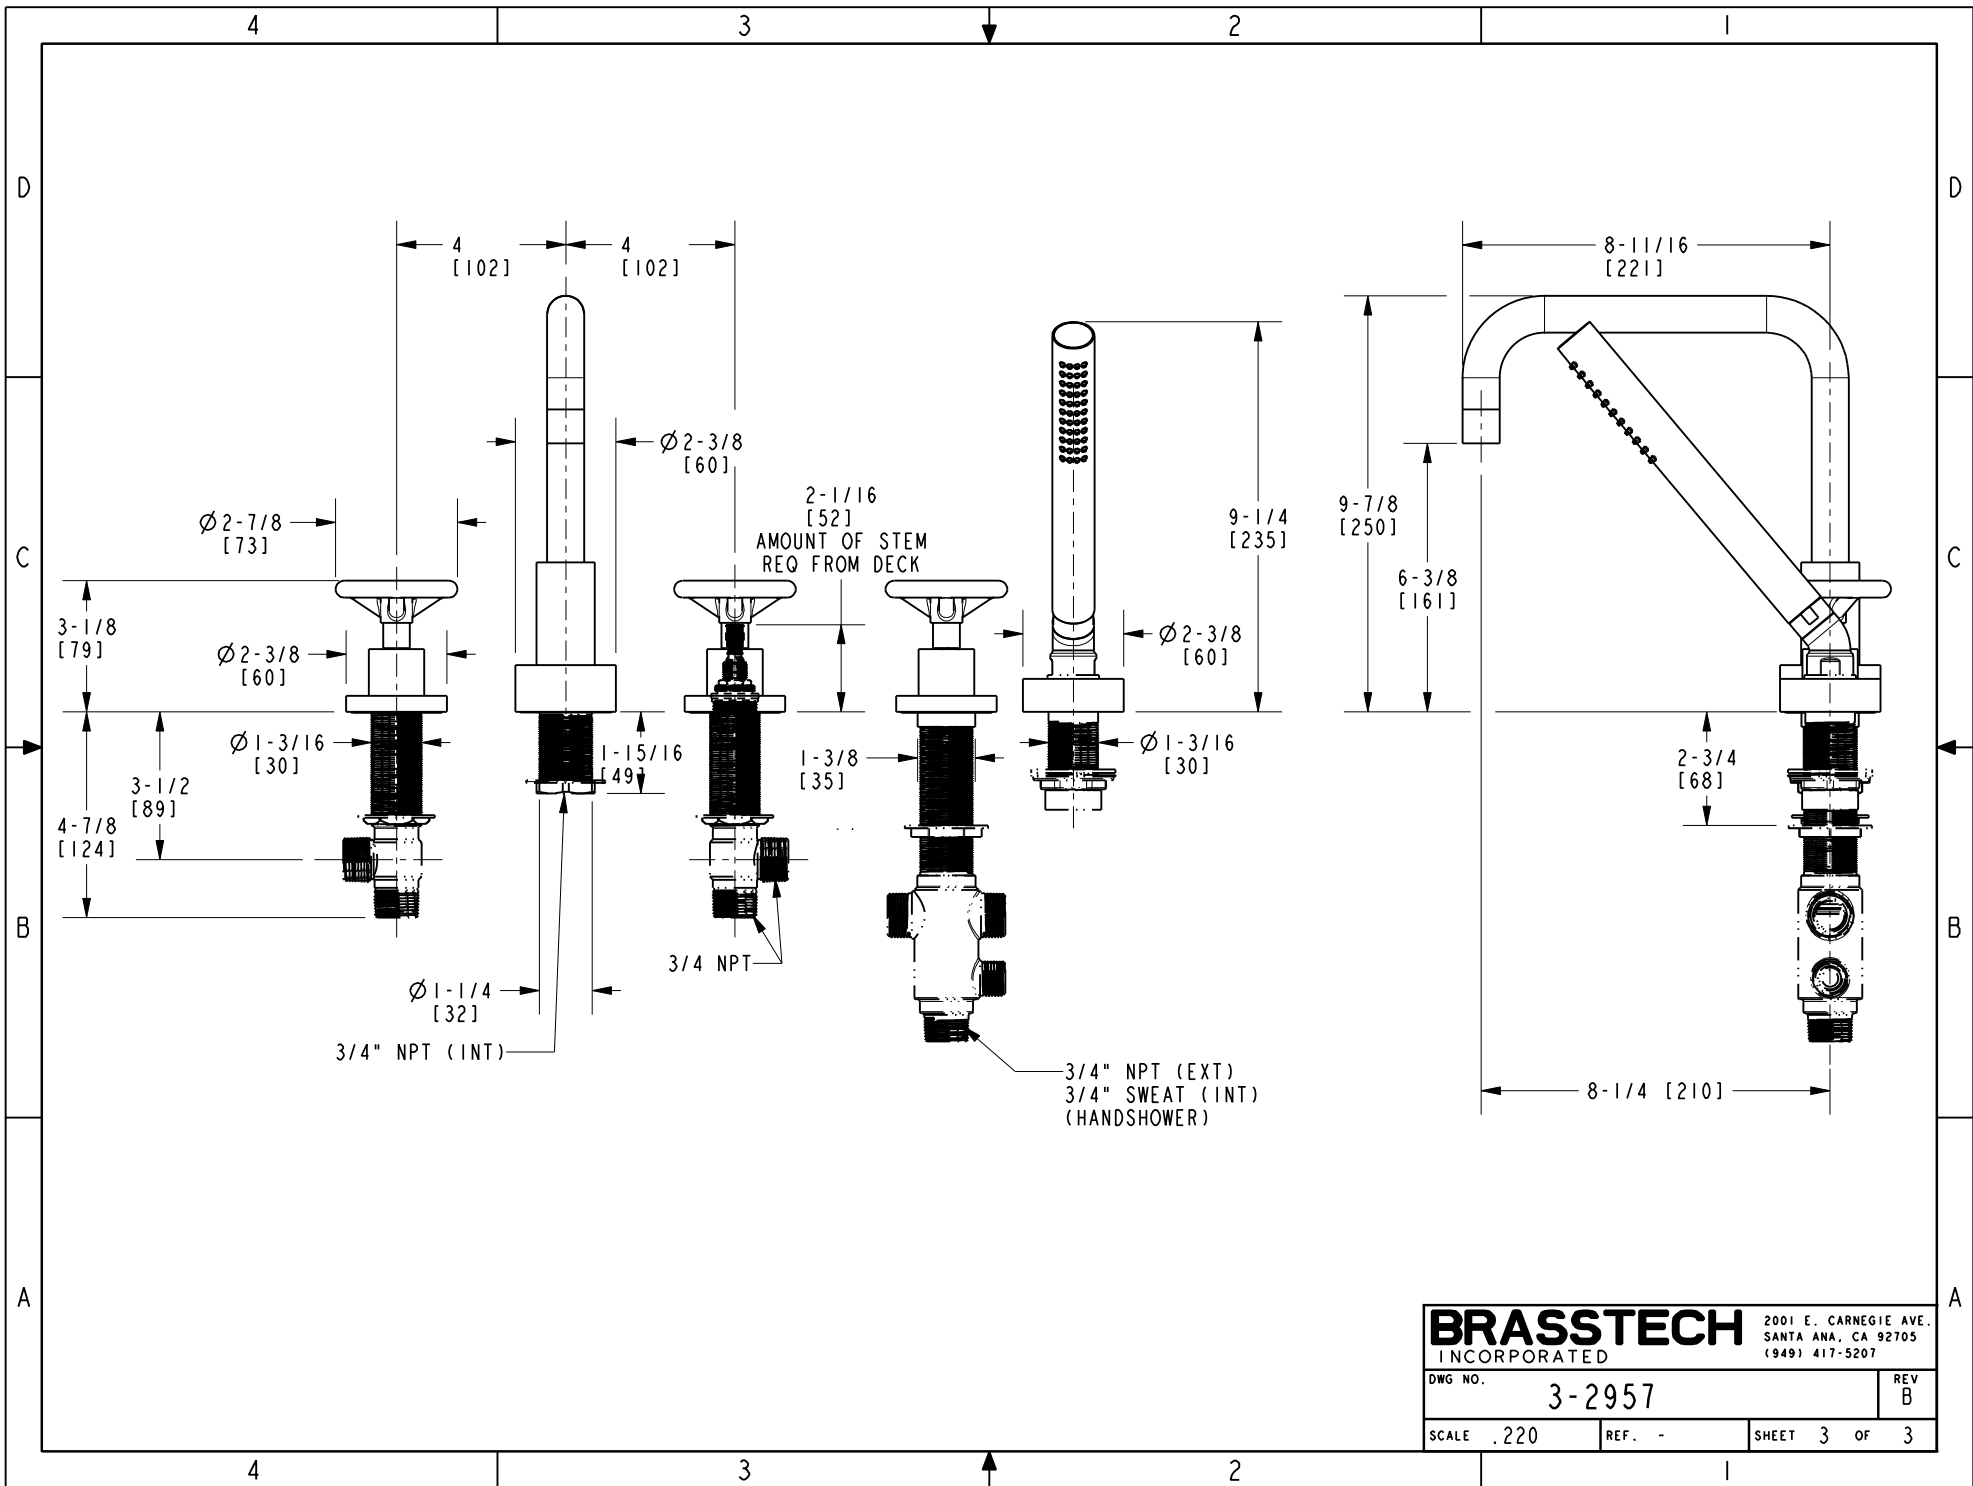 4 3 2 1
D D
4 4 8-11/16
[102] [102] [221]
Ø2-3/8
[60]
2-1/16
[52]
AMOUNT OF STEM
REQ FROM DECK
Ø2-7/8
[73]
9-1/4
[235]
9-7/8
[250]
C C
6-3/8
[161]
3-1/8
[79]
Ø2-3/8
[60]
Ø2-3/8
[60]
Ø1-3/16
[30]
1-15/16
[49]
1-3/8
[35]
Ø1-3/16
[30]
2-3/4
[68]
3-1/2
[89]
4-7/8
[124]
B B
3/4 NPT
Ø1-1/4
[32]
3/4" NPT (INT)
3/4" NPT (EXT)
3/4" SWEAT (INT)
(HANDSHOWER)
8-1/4 [210]
A A
BRASSTECH
INCORPORATED
2001 E. CARNEGIE AVE.
SANTA ANA, CA 92705
(949) 417-5207
DWG NO. 3-2957
REV
B
SCALE .220 REF. - SHEET 3 OF 3
4 3 2 1